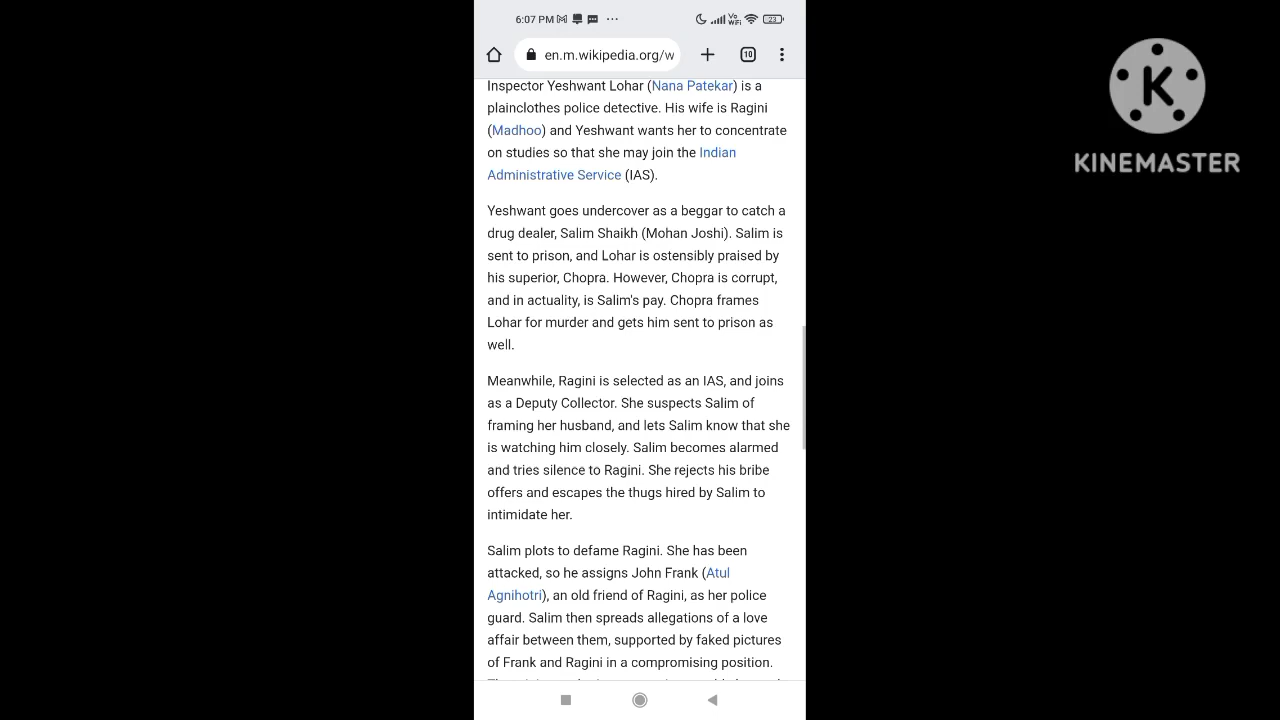 6:07 PM
Vo
WiFi
23
en.m.wikipedia.org/w
10
Inspector Yeshwant Lohar (Nana Patekar) is a
plainclothes police detective. His wife is Ragini
(Madhoo) and Yeshwant wants her to concentrate
on studies so that she may join the Indian
Administrative Service (IAS).
Yeshwant goes undercover as a beggar to catch a
drug dealer, Salim Shaikh (Mohan Joshi). Salim is
sent to prison, and Lohar is ostensibly praised by
his superior, Chopra. However, Chopra is corrupt,
and in actuality, is Salim's pay. Chopra frames
Lohar for murder and gets him sent to prison as
well.
Meanwhile, Ragini is selected as an IAS, and joins
as a Deputy Collector. She suspects Salim of
framing her husband, and lets Salim know that she
is watching him closely. Salim becomes alarmed
and tries silence to Ragini. She rejects his bribe
offers and escapes the thugs hired by Salim to
intimidate her.
Salim plots to defame Ragini. She has been
attacked, so he assigns John Frank (Atul
Agnihotri), an old friend of Ragini, as her police
guard. Salim then spreads allegations of a love
affair between them, supported by faked pictures
of Frank and Ragini in a compromising position.
K
KINEMASTER